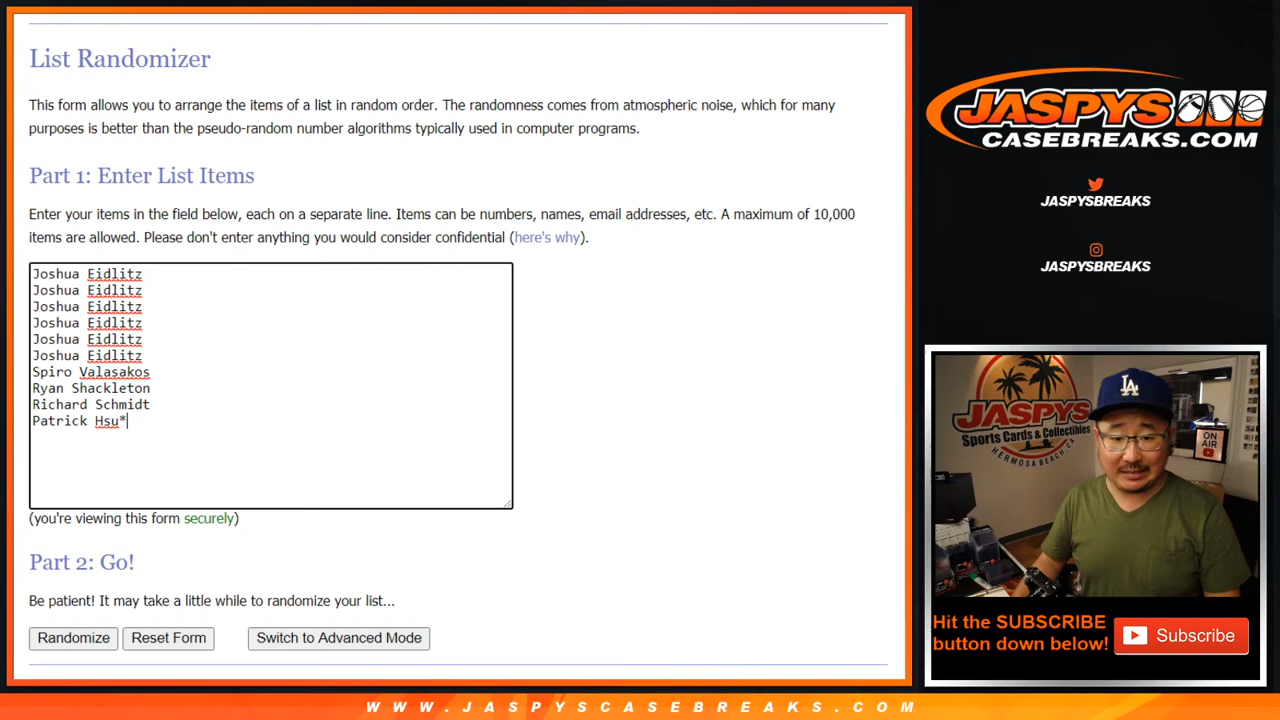 List Randomizer
This form allows you to arrange the items of a list in random order. The randomness comes from atmospheric noise, which for many
purposes is better than the pseudo-random number algorithms typically used in computer programs.
Part 1: Enter List Items
Enter your items in the field below, each on a separate line. Items can be numbers, names, email addresses, etc. A maximum of 10,000
items are allowed. Please don't enter anything you would consider confidential (here's why).
Joshua Eidlitz
Joshua Eidlitz
Joshua Eidlitz
Joshua Eidlitz
Joshua Eidlitz
Joshua Eidlitz
Spiro Valasakos
Ryan Shackleton
Richard Schmidt
Patrick Hsu*
(you're viewing this form securely)
Part 2: Go!
Be patient! It may take a little while to randomize your list...
Randomize
Reset Form
Switch to Advanced Mode
JASPYS
CASEBREAKS.COM
JASPYSBREAKS
JASPYSBREAKS
JASPYS
Sports Cards & Collectibles
HERMOSA BEACH, CA
LA
ON
AIR
Hit the SUBSCRIBE
button down below!
Subscribe
WWW.JASPYSCASEBREAKS.COM